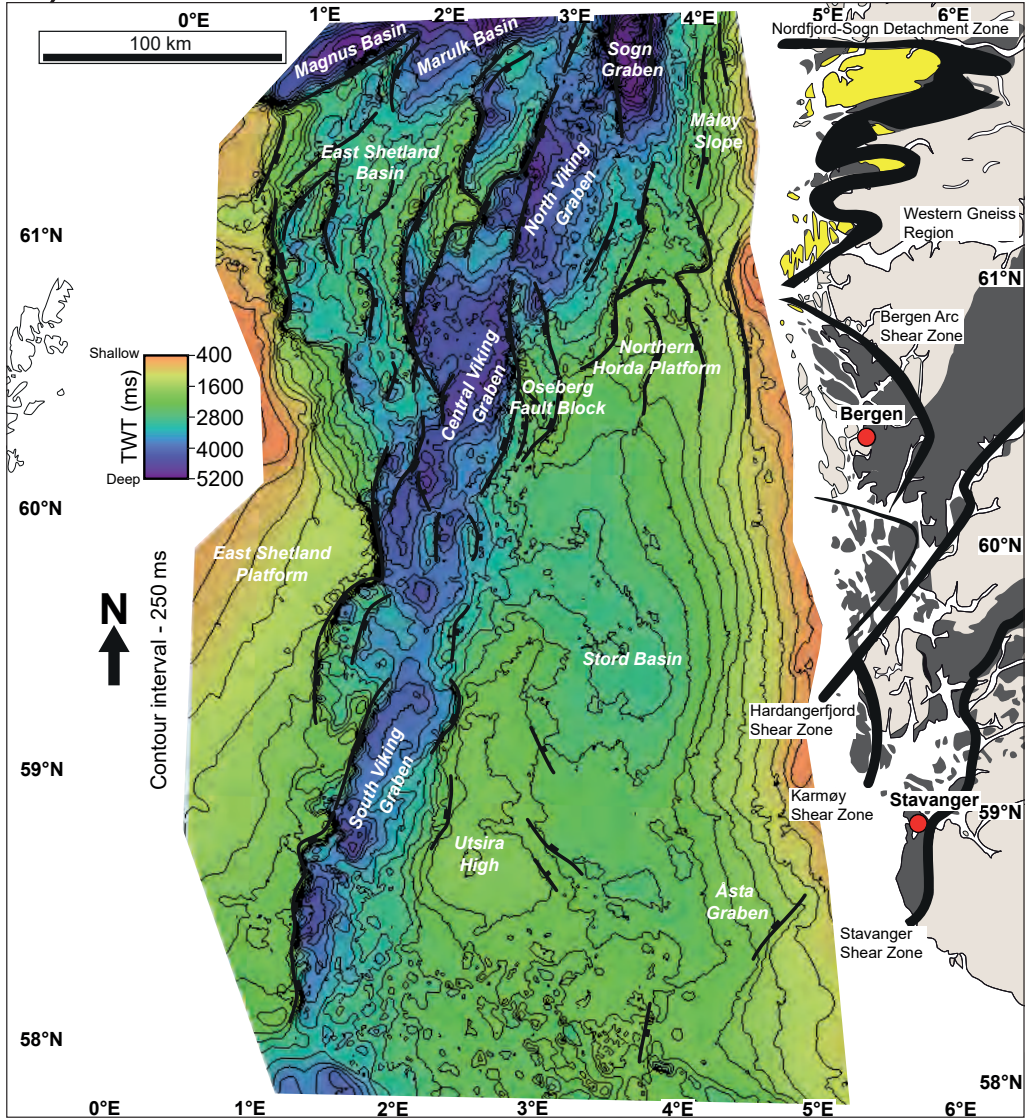 0°E
1°E
2°E
3°E
4°E
5°E
6°E
100 km
Nordfjord-Sogn Detachment Zone
Magnus Basin
Marulk Basin
Sogn
Graben
Måløy
Slope
East Shetland
Basin
North Viking
Graben
Western Gneiss
Region
61°N
61°N
Bergen Arc
Shear Zone
Shallow
400
1600
2800
4000
5200
Deep
TWT (ms)
Northern
Horda Platform
Central Viking
Graben
Oseberg
Fault Block
Bergen
60°N
60°N
East Shetland
Platform
N
Contour interval - 250 ms
Stord Basin
Hardangerfjord
Shear Zone
59°N
South Viking
Graben
Karmøy
Shear Zone
Stavanger
59°N
Utsira
High
Åsta
Graben
Stavanger
Shear Zone
58°N
58°N
0°E
1°E
2°E
3°E
4°E
5°E
6°E